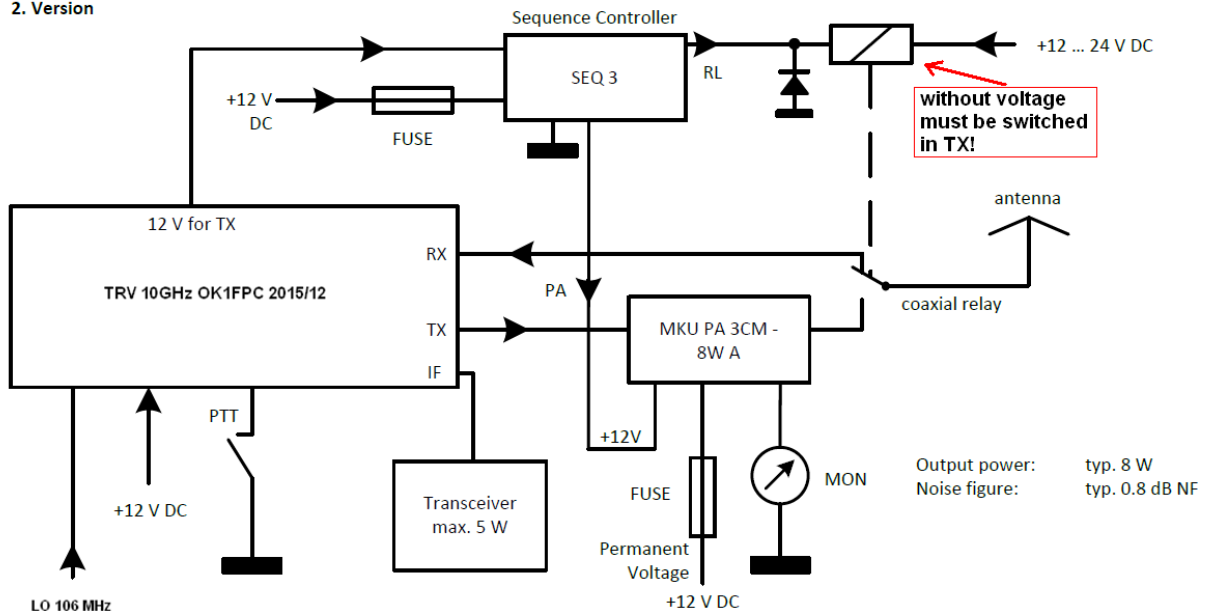 2. Version
Sequence Controller
SEQ 3
RL
+12 ... 24 V DC
without voltage
must be switched
in TX!
+12 V
DC
FUSE
12 V for TX
TRV 10GHz OK1FPC 2015/12
RX
TX
IF
PA
antenna
coaxial relay
MKU PA 3CM -
8W A
PTT
+12V
+12 V DC
Transceiver
max. 5 W
FUSE
MON
Permanent
Voltage
+12 V DC
Output power: typ. 8 W
Noise figure: typ. 0.8 dB NF
LO 106 MHz